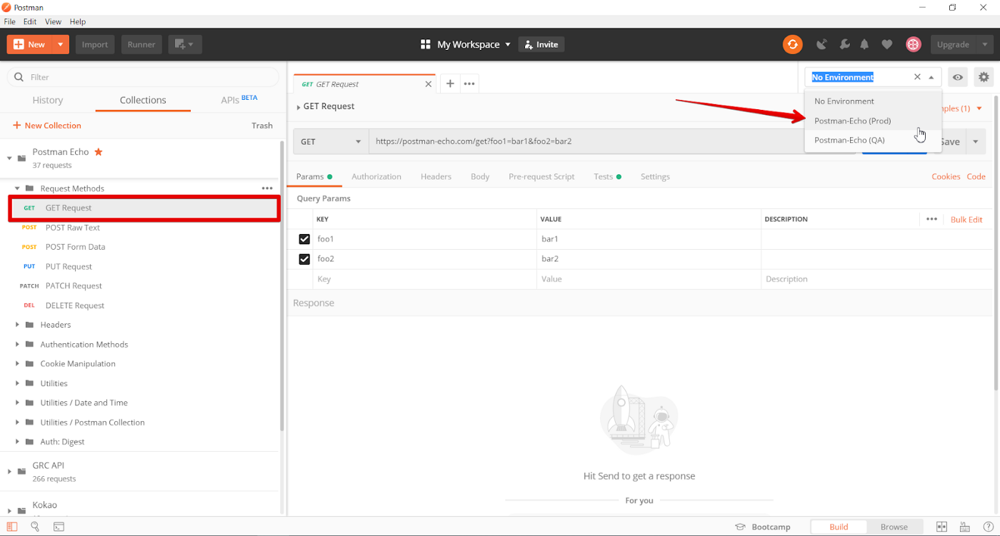 Postman
File Edit View Help
New Import Runner My Workspace Invite Upgrade
Filter
History Collections APIs BETA
New Collection Trash
Postman Echo
37 requests
Request Methods
GET GET Request
POST POST Raw Text
POST POST Form Data
PUT PUT Request
PATCH PATCH Request
DEL DELETE Request
Headers
Authentication Methods
Cookie Manipulation
Utilities
Utilities / Date and Time
Utilities / Postman Collection
Auth: Digest
GRC API
266 requests
Kokao
GET GET Request
No Environment
No Environment
Postman-Echo (Prod)
Postman-Echo (QA)
GET Request
(1)
GET https://postman-echo.com/get?foo1=bar1&foo2=bar2 Save
Params Authorization Headers Body Pre-request Script Tests Settings Cookies Code
Query Params
KEY VALUE DESCRIPTION Bulk Edit
foo1 bar1
foo2 bar2
Key Value Description
Response
Hit Send to get a response
For you
Bootcamp Build Browse